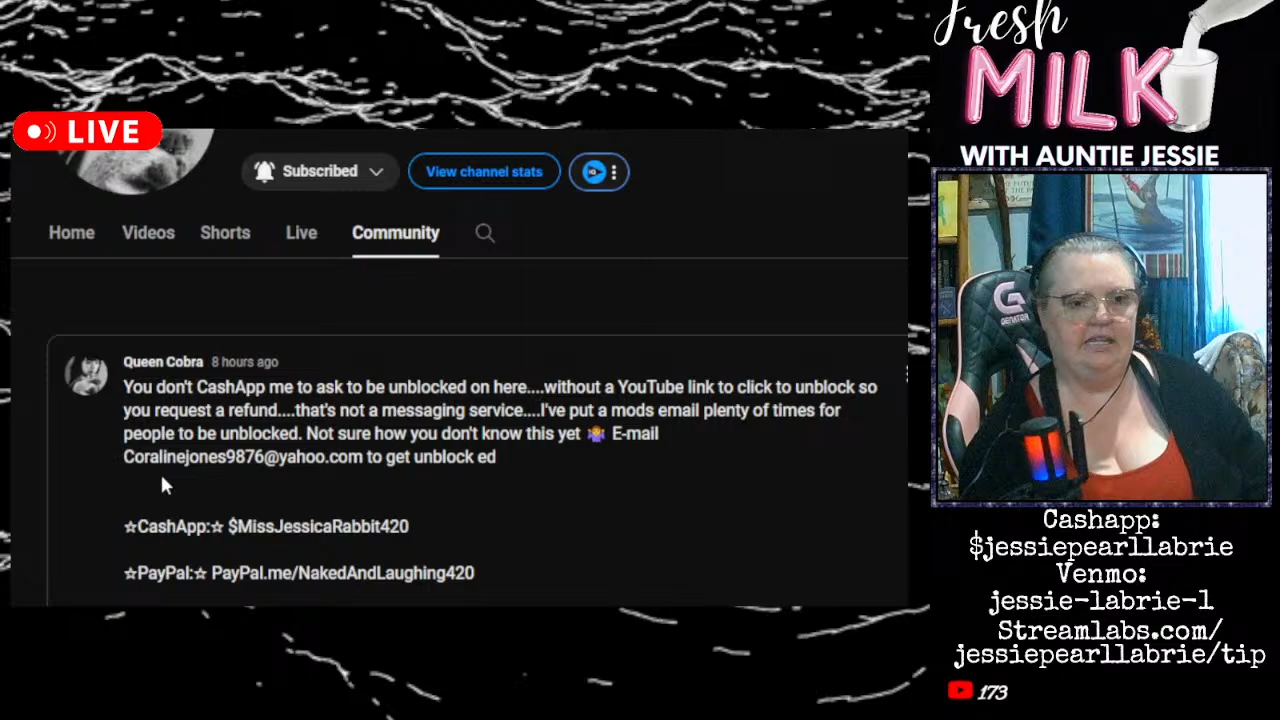 LIVE
Subscribed
View channel stats
IQ
Home Videos Shorts Live Community
Queen Cobra 8 hours ago
You don't CashApp me to ask to be unblocked on here....without a YouTube link to click to unblock so
you request a refund....that's not a messaging service....I've put a mods email plenty of times for
people to be unblocked. Not sure how you don't know this yet 🤷‍♀️ E-mail
Coralinejones9876@yahoo.com to get unblock ed
☆CashApp:☆ $MissJessicaRabbit420
☆PayPal:☆ PayPal.me/NakedAndLaughing420
Fresh
MILK
WITH AUNTIE JESSIE
Cashapp:
$jessiepearllabrie
Venmo:
jessie-labrie-1
Streamlabs.com/
jessiepearllabrie/tip
173